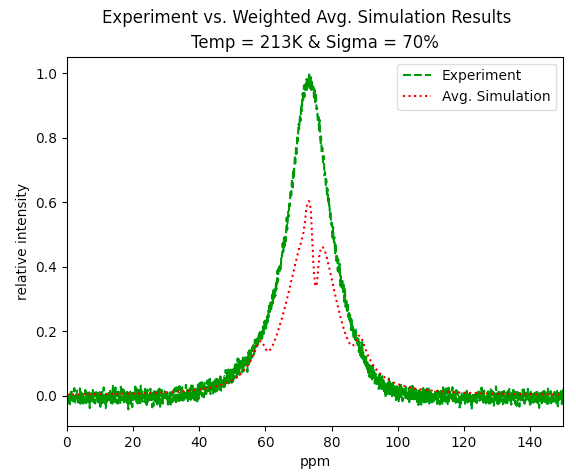 Experiment vs. Weighted Avg. Simulation Results
Temp = 213K & Sigma = 70%
Experiment
Avg. Simulation
relative intensity
1.0
0.8
0.6
0.4
0.2
0.0
0 20 40 60 80 100 120 140
ppm